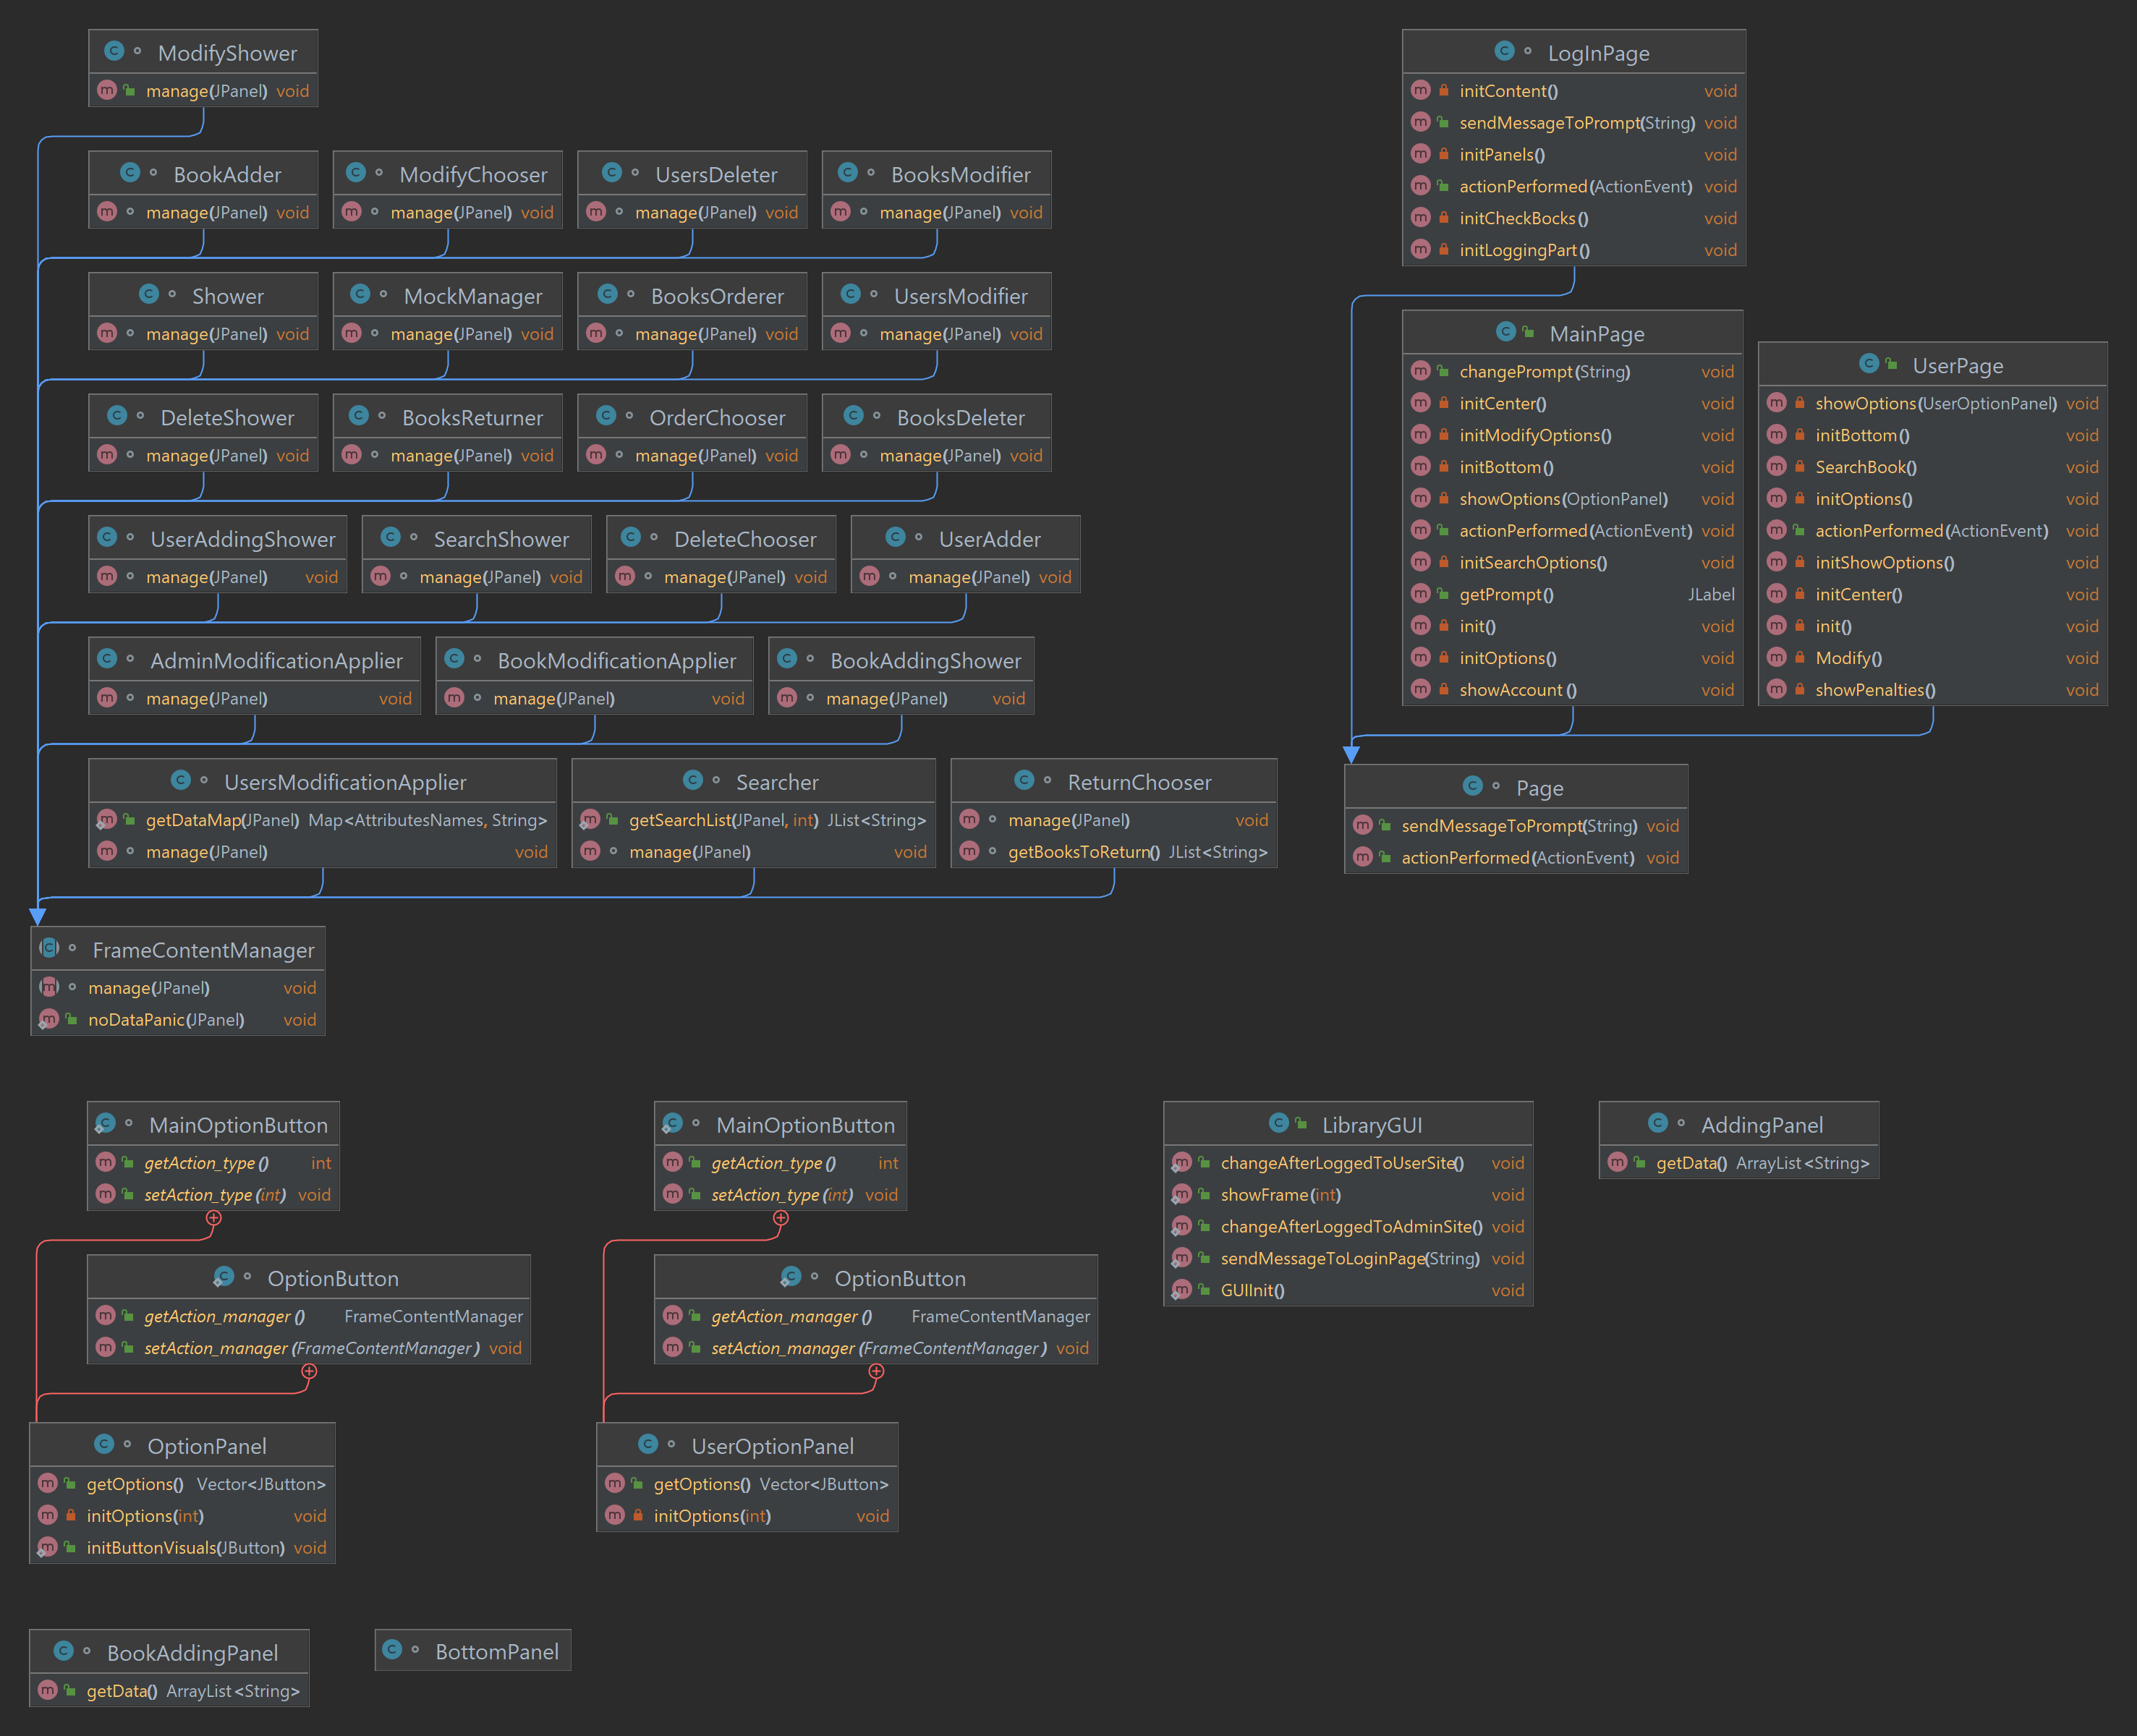 ModifyShower
manage(JPanel) void
BookAdder
manage(JPanel) void
ModifyChooser
manage(JPanel) void
UsersDeleter
manage(JPanel) void
BooksModifier
manage(JPanel) void
Shower
manage(JPanel) void
MockManager
manage(JPanel) void
BooksOrderer
manage(JPanel) void
UsersModifier
manage(JPanel) void
DeleteShower
manage(JPanel) void
BooksReturner
manage(JPanel) void
OrderChooser
manage(JPanel) void
BooksDeleter
manage(JPanel) void
UserAddingShower
manage(JPanel) void
SearchShower
manage(JPanel) void
DeleteChooser
manage(JPanel) void
UserAdder
manage(JPanel) void
AdminModificationApplier
manage(JPanel) void
BookModificationApplier
manage(JPanel) void
BookAddingShower
manage(JPanel) void
UsersModificationApplier
getDataMap(JPanel) Map<AttributesNames, String>
manage(JPanel) void
Searcher
getSearchList(JPanel, int) JList<String>
manage(JPanel) void
ReturnChooser
manage(JPanel) void
getBooksToReturn() JList<String>
FrameContentManager
manage(JPanel) void
noDataPanic(JPanel) void
LogInPage
initContent() void
sendMessageToPrompt(String) void
initPanels() void
actionPerformed(ActionEvent) void
initCheckBocks() void
initLoggingPart() void
MainPage
changePrompt(String) void
initCenter() void
initModifyOptions() void
initBottom() void
showOptions(OptionPanel) void
actionPerformed(ActionEvent) void
initSearchOptions() void
getPrompt() JLabel
init() void
initOptions() void
showAccount() void
UserPage
showOptions(UserOptionPanel) void
initBottom() void
SearchBook() void
initOptions() void
actionPerformed(ActionEvent) void
initShowOptions() void
initCenter() void
init() void
Modify() void
showPenalties() void
Page
sendMessageToPrompt(String) void
actionPerformed(ActionEvent) void
MainOptionButton
getAction_type() int
setAction_type(int) void
OptionButton
getAction_manager() FrameContentManager
setAction_manager(FrameContentManager) void
OptionPanel
getOptions() Vector<JButton>
initOptions(int) void
initButtonVisuals(JButton) void
MainOptionButton
getAction_type() int
setAction_type(int) void
OptionButton
getAction_manager() FrameContentManager
setAction_manager(FrameContentManager) void
UserOptionPanel
getOptions() Vector<JButton>
initOptions(int) void
LibraryGUI
changeAfterLoggedToUserSite() void
showFrame(int) void
changeAfterLoggedToAdminSite() void
sendMessageToLoginPage(String) void
GUIInit() void
AddingPanel
getData() ArrayList<String>
BookAddingPanel
getData() ArrayList<String>
BottomPanel